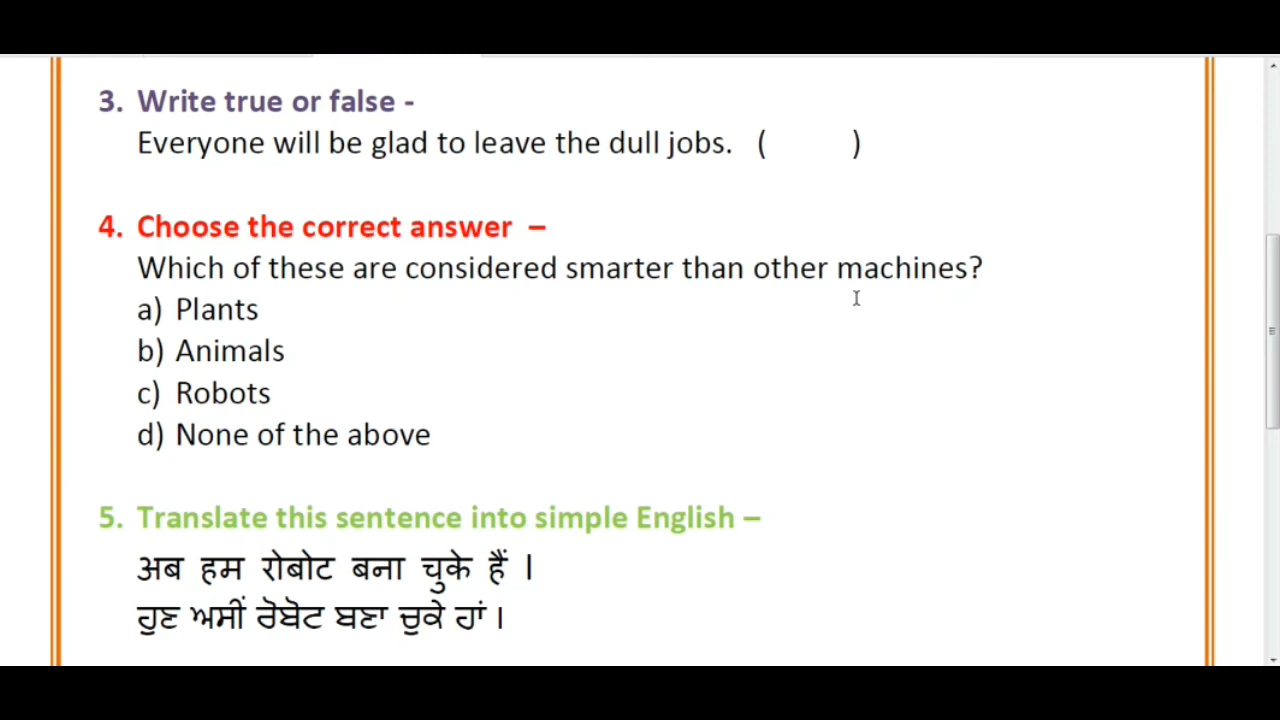 3. Write true or false -
Everyone will be glad to leave the dull jobs. ( )
4. Choose the correct answer –
Which of these are considered smarter than other machines?
a) Plants
b) Animals
c) Robots
d) None of the above
5. Translate this sentence into simple English –
अब हम रोबोट बना चुके हैं ।
ਹੁਣ ਅਸੀਂ ਰੋਬੋਟ ਬਣਾ ਚੁਕੇ ਹਾਂ ।